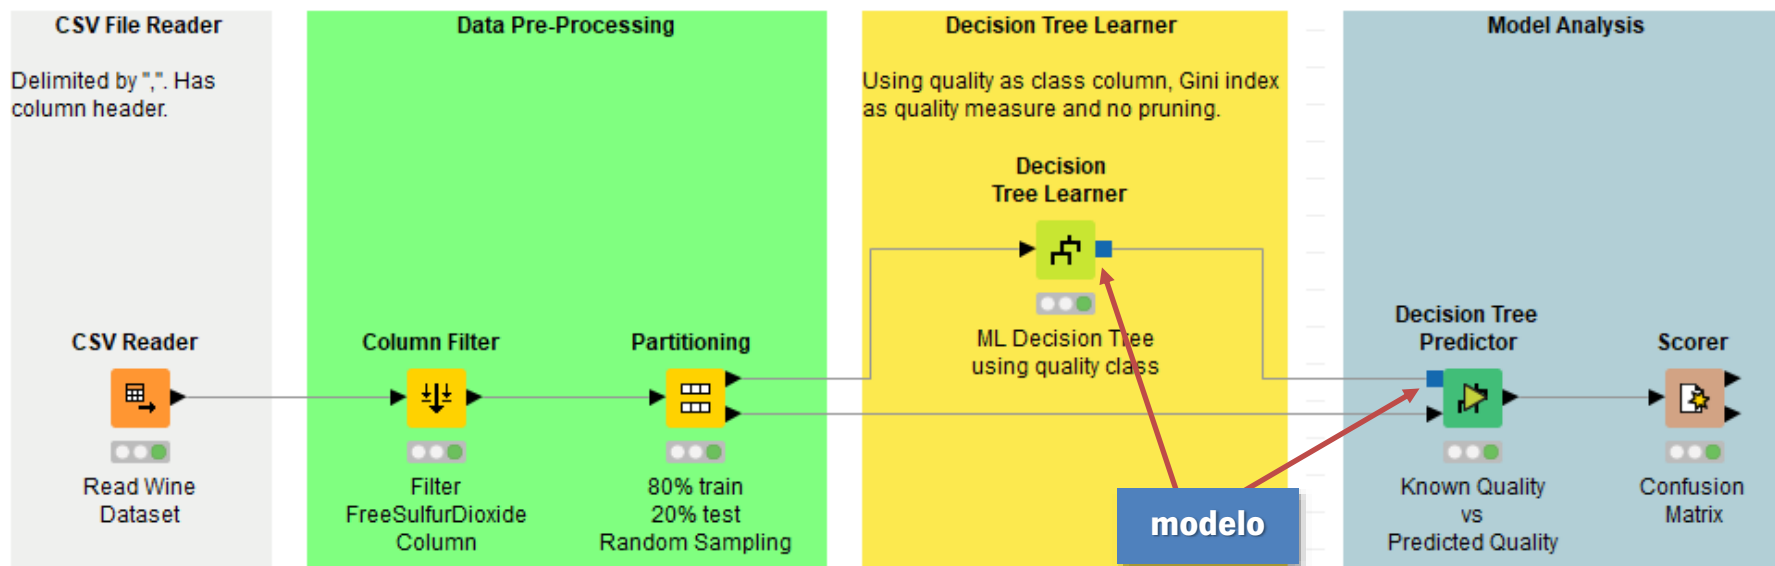 CSV File Reader
Delimited by ",". Has
column header.
CSV Reader
Read Wine
Dataset
Data Pre-Processing
Column Filter
Filter
FreeSulfurDioxide
Column
Partitioning
80% train
20% test
Random Sampling
Decision Tree Learner
Using quality as class column, Gini index
as quality measure and no pruning.
Decision
Tree Learner
ML Decision Tree
using quality class
modelo
Model Analysis
Decision Tree
Predictor
Known Quality
vs
Predicted Quality
Scorer
Confusion
Matrix